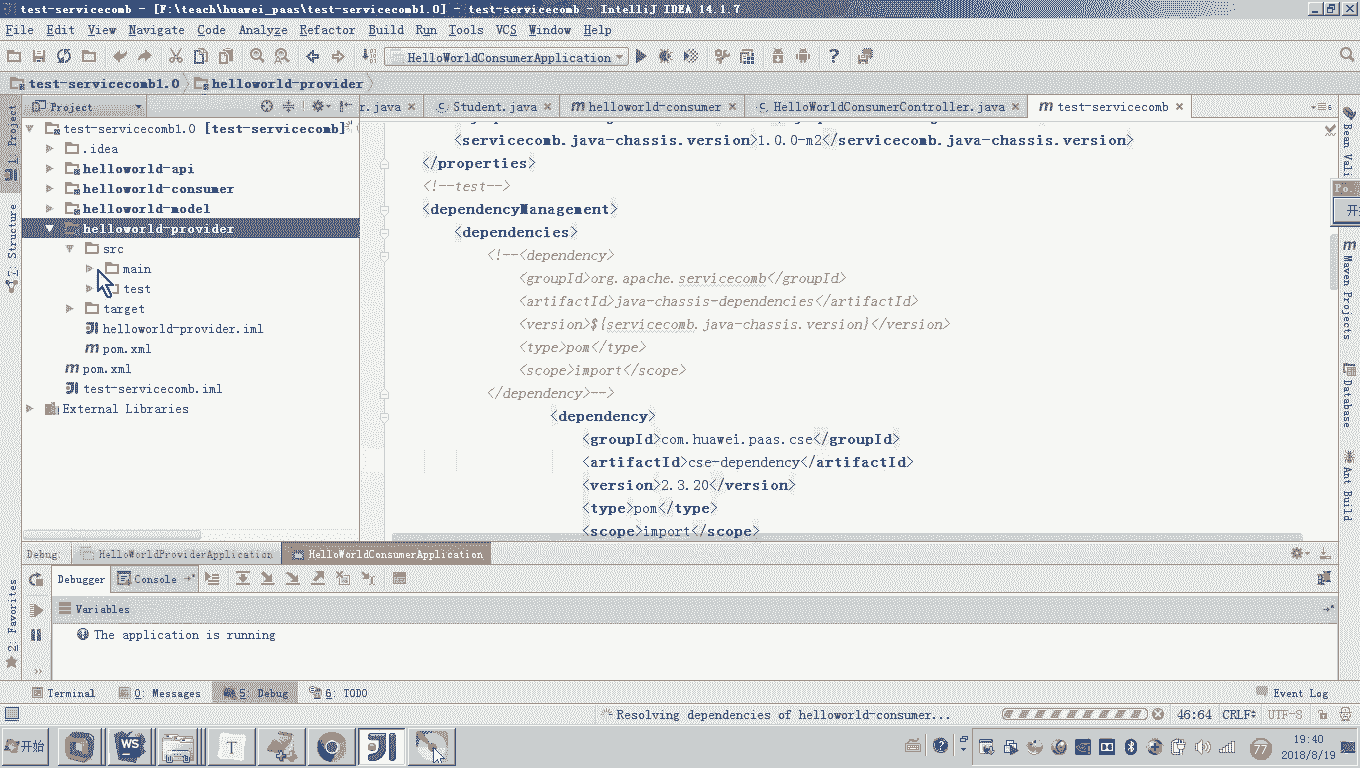 test-servicecomb - [F:\teach\huawei_paas\test-servicecomb1.0] - test-servicecomb - IntelliJ IDEA 14.1.7
File Edit View Navigate Code Analyze Refactor Build Run Tools VCS Window Help
HelloWorldConsumerApplication
test-servicecomb1.0 helloworld-provider
Project
r.java
Student.java
helloworld-consumer
HelloWorldConsumerController.java
test-servicecomb
1: Project
7: Structure
2: Favorites
test-servicecomb1.0 [test-servicecomb]
.idea
helloworld-api
helloworld-consumer
helloworld-model
helloworld-provider
src
main
test
target
helloworld-provider.iml
pom.xml
pom.xml
test-servicecomb.iml
External Libraries
<servicecomb.java-chassis.version>1.0.0-m2</servicecomb.java-chassis.version>
</properties>
<!--test-->
<dependencyManagement>
<dependencies>
<!--<dependency>
<groupId>org.apache.servicecomb</groupId>
<artifactId>java-chassis-dependencies</artifactId>
<version>${servicecomb.java-chassis.version}</version>
<type>pom</type>
<scope>import</scope>
</dependency>-->
<dependency>
<groupId>com.huawei.paas.cse</groupId>
<artifactId>cse-dependency</artifactId>
<version>2.3.20</version>
<type>pom</type>
<scope>import</scope>
Bean Vali
Po.
Maven Projects
Database
Ant Build
Debug: HelloWorldProviderApplication HelloWorldConsumerApplication
Debugger Console
Variables
The application is running
Terminal 0: Messages 5: Debug 6: TODO Event Log
Resolving dependencies of helloworld-consumer... 46:64 CRLF UTF-8
开始
WS
T
77
19:40
2018/8/19